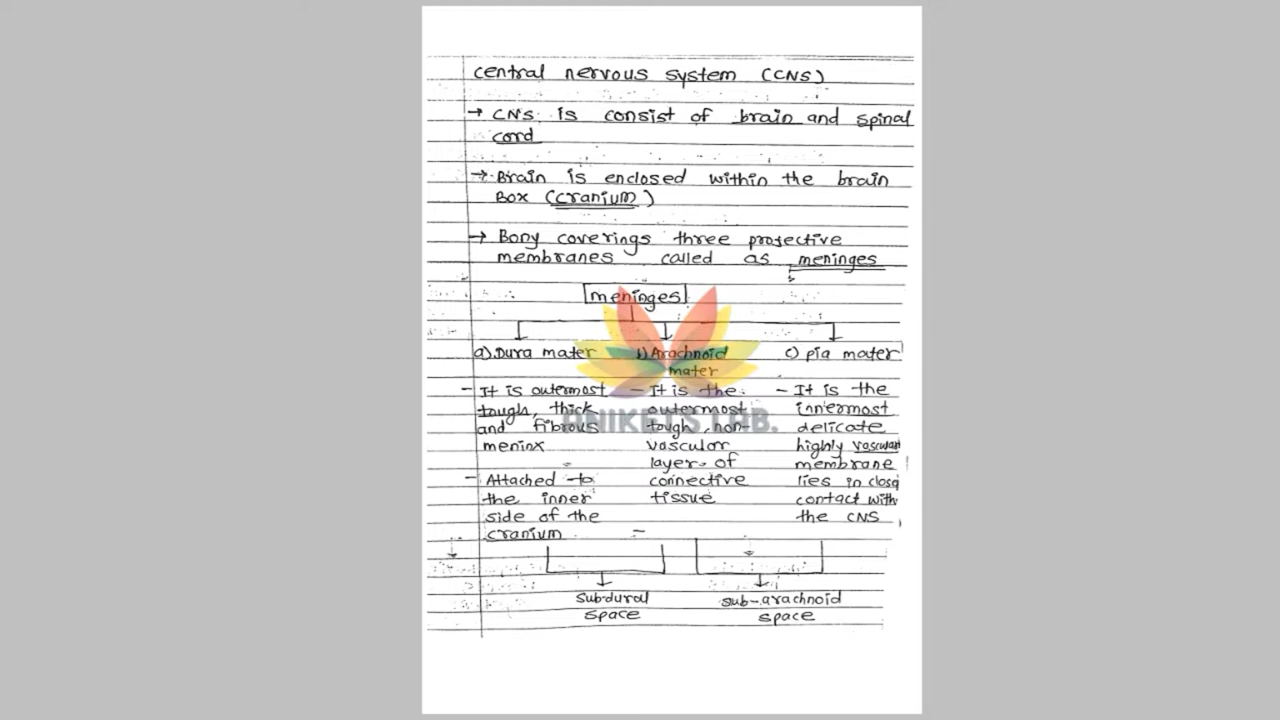 central nervous system (CNS)
→ CNS is consist of brain and spinal
cord
→ Brain is enclosed within the brain
Box (cranium)
→ Bony coverings three protective
membranes called as meninges
meninges
a) Dura mater
- It is outermost
tough, thick
and fibrous
meninx
- Attached to
the inner
side of the
cranium
b) Arachnoid
mater
- It is the
outermost
tough, non-
vascular
layer of
connective
tissue
c) pia mater
- It is the
innermost
delicate
highly vascular
membrane
lies in close
contact with
the CNS
Subdural
space
sub-arachnoid
space
ANIKETS LAB.